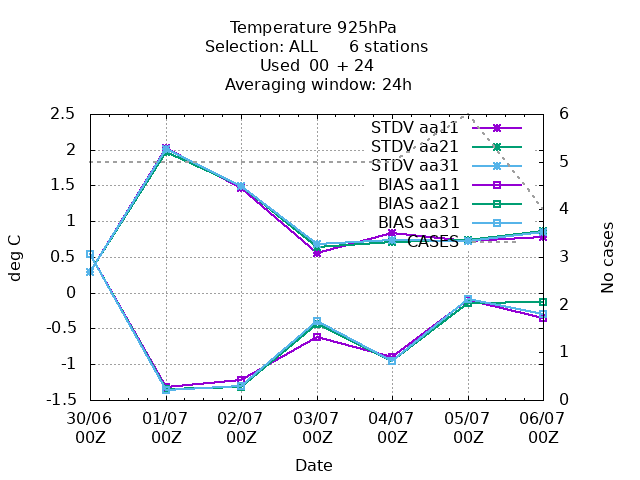 Temperature 925hPa
Selection: ALL 6 stations
Used 00 + 24
Averaging window: 24h
deg C
2.5
2
1.5
1
0.5
0
-0.5
-1
-1.5
STDV aa11
STDV aa21
STDV aa31
BIAS aa11
BIAS aa21
BIAS aa31
CASES
6
5
4
3
2
1
0
No cases
30/06 01/07 02/07 03/07 04/07 05/07 06/07
00Z 00Z 00Z 00Z 00Z 00Z 00Z
Date